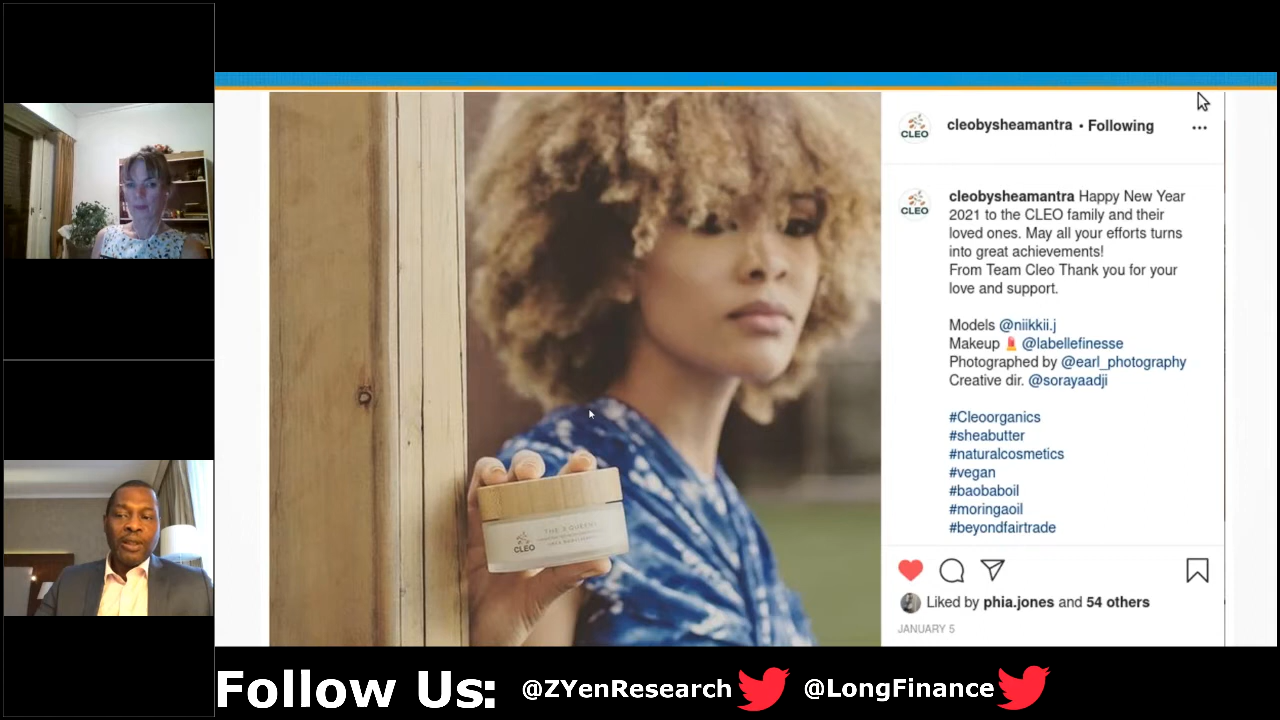 cleobysheamantra • Following
CLEO
cleobysheamantra Happy New Year
2021 to the CLEO family and their
loved ones. May all your efforts turns
into great achievements!
From Team Cleo Thank you for your
love and support.
CLEO
Models @niikkii.j
Makeup 💄 @labellefinesse
Photographed by @earl_photography
Creative dir. @sorayaadji
#Cleoorganics
#sheabutter
#naturalcosmetics
#vegan
#baobaboil
#moringaoil
#beyondfairtrade
Liked by phia.jones and 54 others
JANUARY 5
THE 3 QUEENS
CLEO
Follow Us: @ZYenResearch @LongFinance